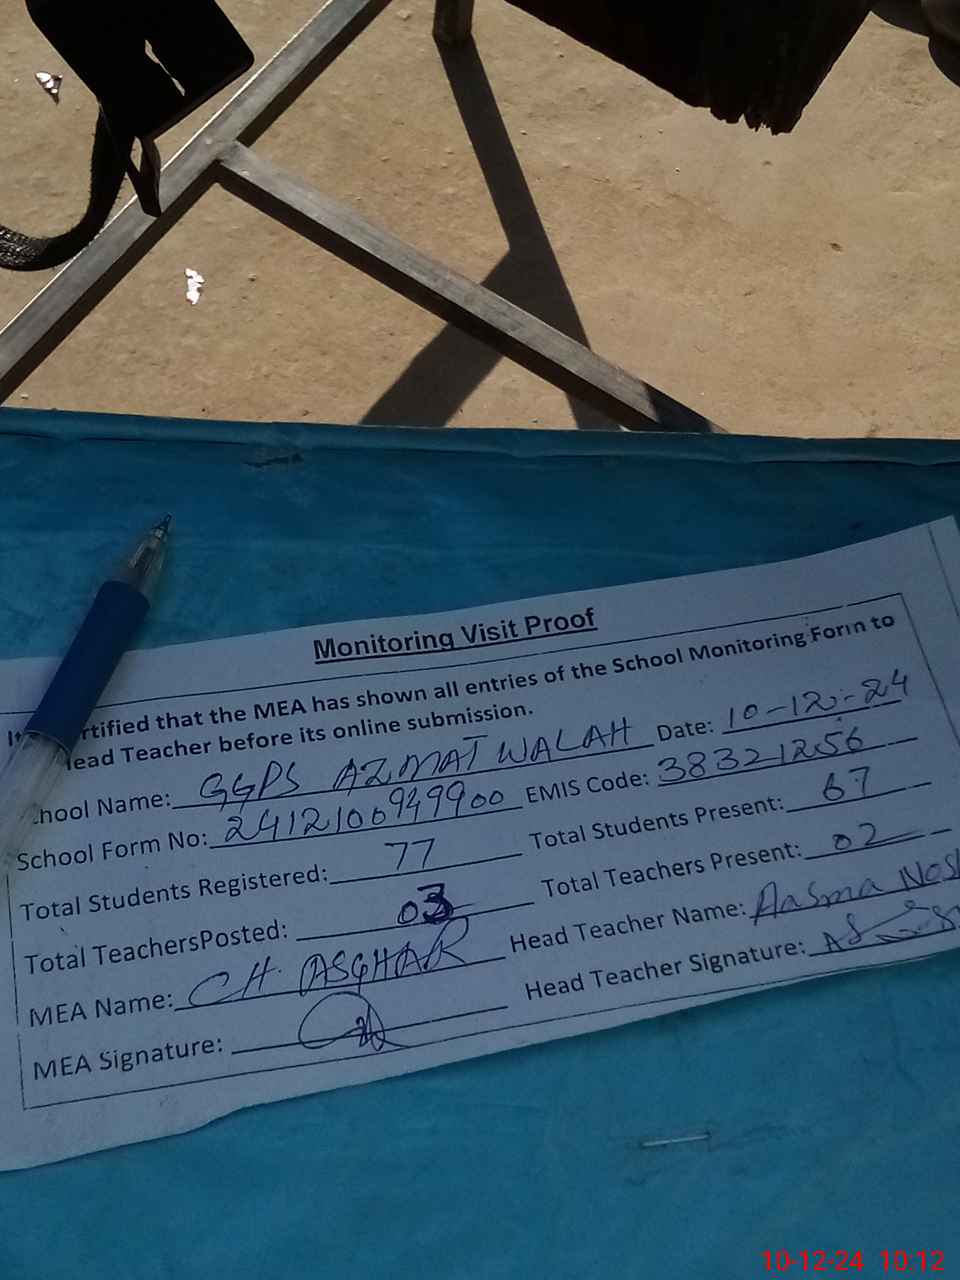 Monitoring Visit Proof
It rtified that the MEA has shown all entries of the School Monitoring Form to
ead Teacher before its online submission.
chool Name: GGPS AZMAT WALAH Date: 10-12-24
School Form No: EMIS Code: 38321256
Total Students Registered: 77 Total Students Present: 67
Total TeachersPosted: 03 Total Teachers Present: 02
MEA Name: CH. ASGHAR Head Teacher Name: Aasma
MEA Signature: Head Teacher Signature:
10-12-24 10:12